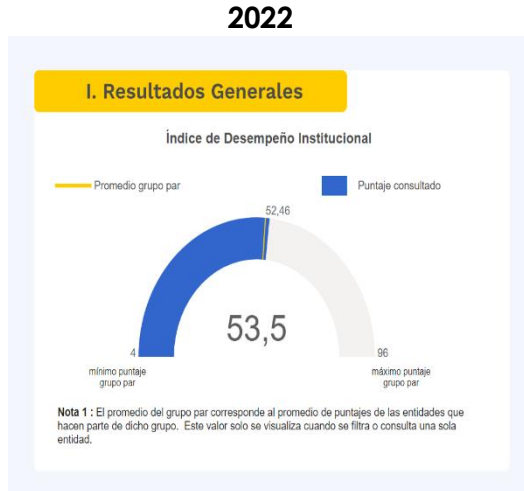 2022
I. Resultados Generales
Índice de Desempeño Institucional
Promedio grupo par
Puntaje consultado
52,46
53,5
4
mínimo puntaje
grupo par
96
máximo puntaje
grupo par
Nota 1 : El promedio del grupo par corresponde al promedio de puntajes de las entidades que
hacen parte de dicho grupo. Este valor solo se visualiza cuando se filtra o consulta una sola
entidad.